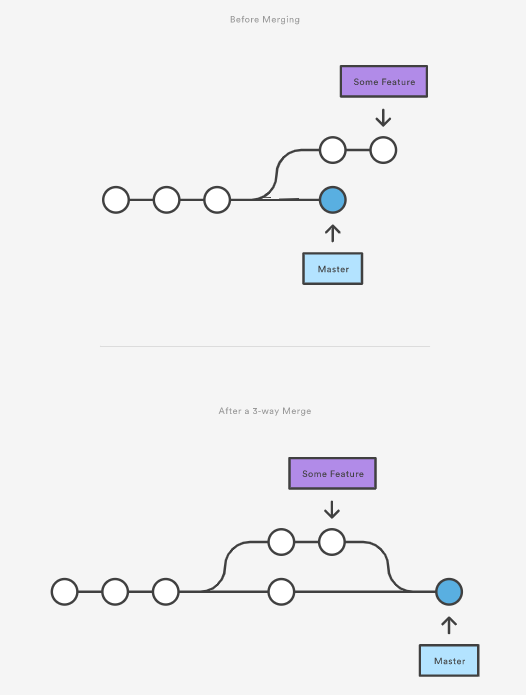 Before Merging
Some Feature
Master
After a 3-way Merge
Some Feature
Master